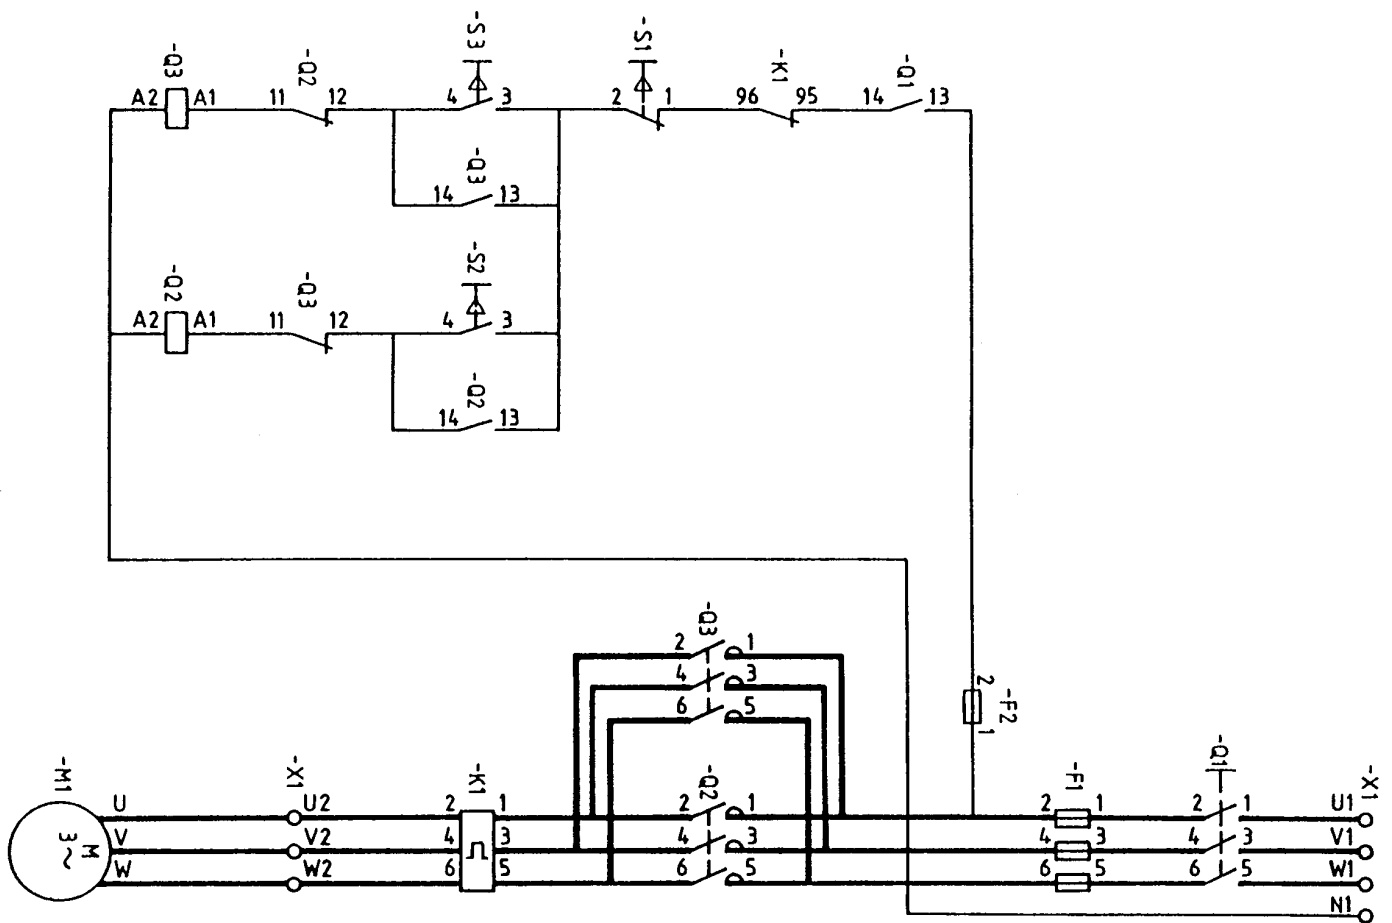 -Q3
-Q2
-S3
-S1
-K1
-Q1
A2 A1 11 12 4 3 2 1 96 95 14 13
-Q3
14 13
-Q2
-Q3
-S2
A2 A1 11 12 4 3
-Q2
14 13
-Q3
2 1
4 3
6 5
2
-F2
1
-M1
-X1
-K1
-Q2
-F1
-Q1
-X1
U U2 2 1 2 1 2 1 2 1 U1
V V2 4 3 4 3 4 3 4 3 V1
W W2 6 5 6 5 6 5 6 5 W1
M
3~
N1